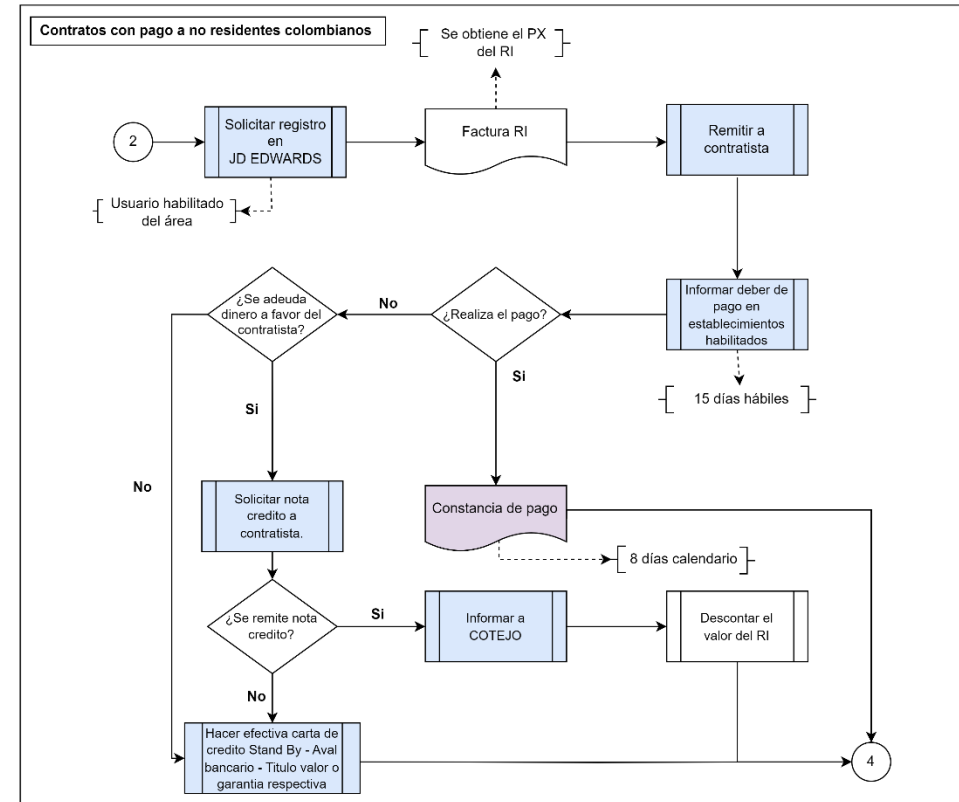 Contratos con pago a no residentes colombianos
Se obtiene el PX
del RI
2
Solicitar registro
en
JD EDWARDS
Factura RI
Remitir a
contratista
Usuario habilitado
del área
¿Se adeuda
dinero a favor del
contratista?
No
¿Realiza el pago?
Informar deber de
pago en
establecimientos
habilitados
Si
15 días hábiles
Si
No
Solicitar nota
credito a
contratista.
Constancia de pago
8 días calendario
¿Se remite nota
credito?
Si
Informar a
COTEJO
Descontar el
valor del RI
No
Hacer efectiva carta de
credito Stand By - Aval
bancario - Titulo valor o
garantia respectiva
4